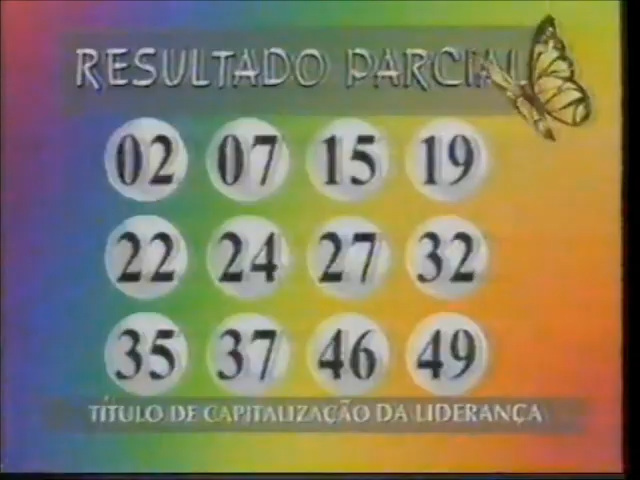 RESULTADO PARCIAL
02 07 15 19
22 24 27 32
35 37 46 49
TÍTULO DE CAPITALIZAÇÃO DA LIDERANÇA